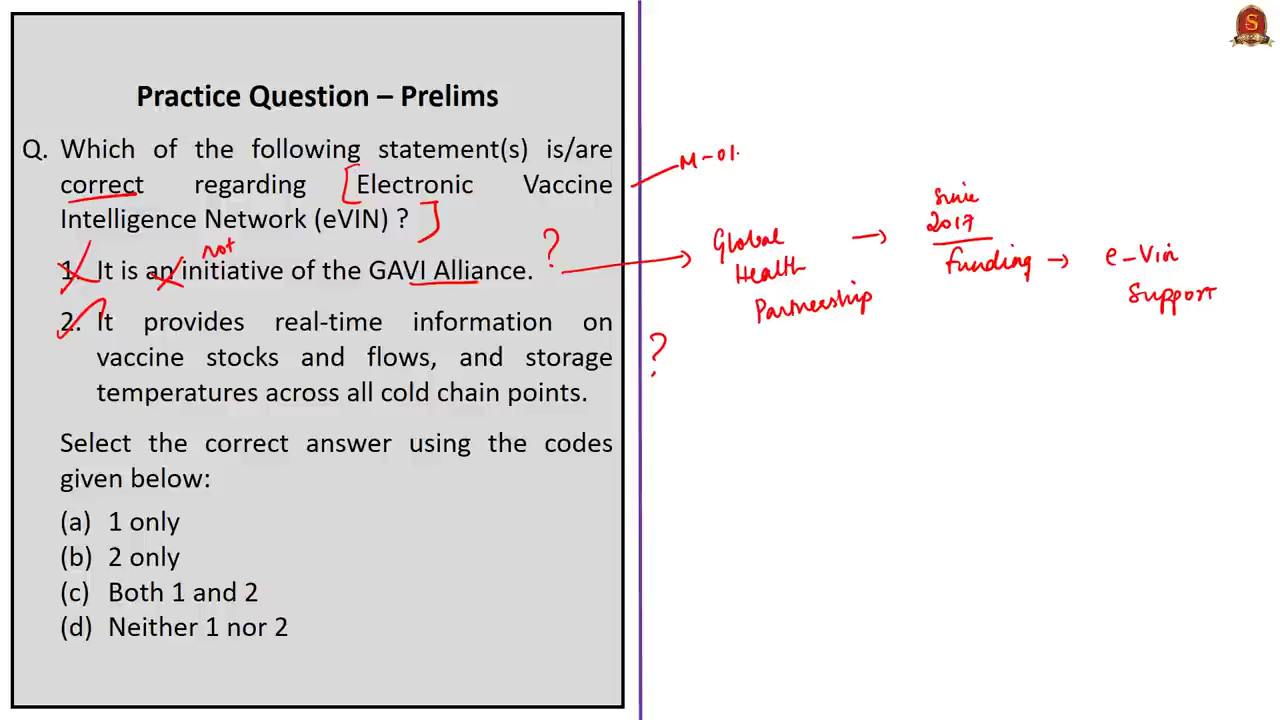 Practice Question – Prelims
Q. Which of the following statement(s) is/are
correct regarding [Electronic Vaccine
Intelligence Network (eVIN) ? ]
not
1. It is an initiative of the GAVI Alliance. ?
2. It provides real-time information on
vaccine stocks and flows, and storage
temperatures across all cold chain points.
Select the correct answer using the codes
given below:
(a) 1 only
(b) 2 only
(c) Both 1 and 2
(d) Neither 1 nor 2
Global
Health
Partnership
Since
2017
funding
e-Vin
Support
?
S